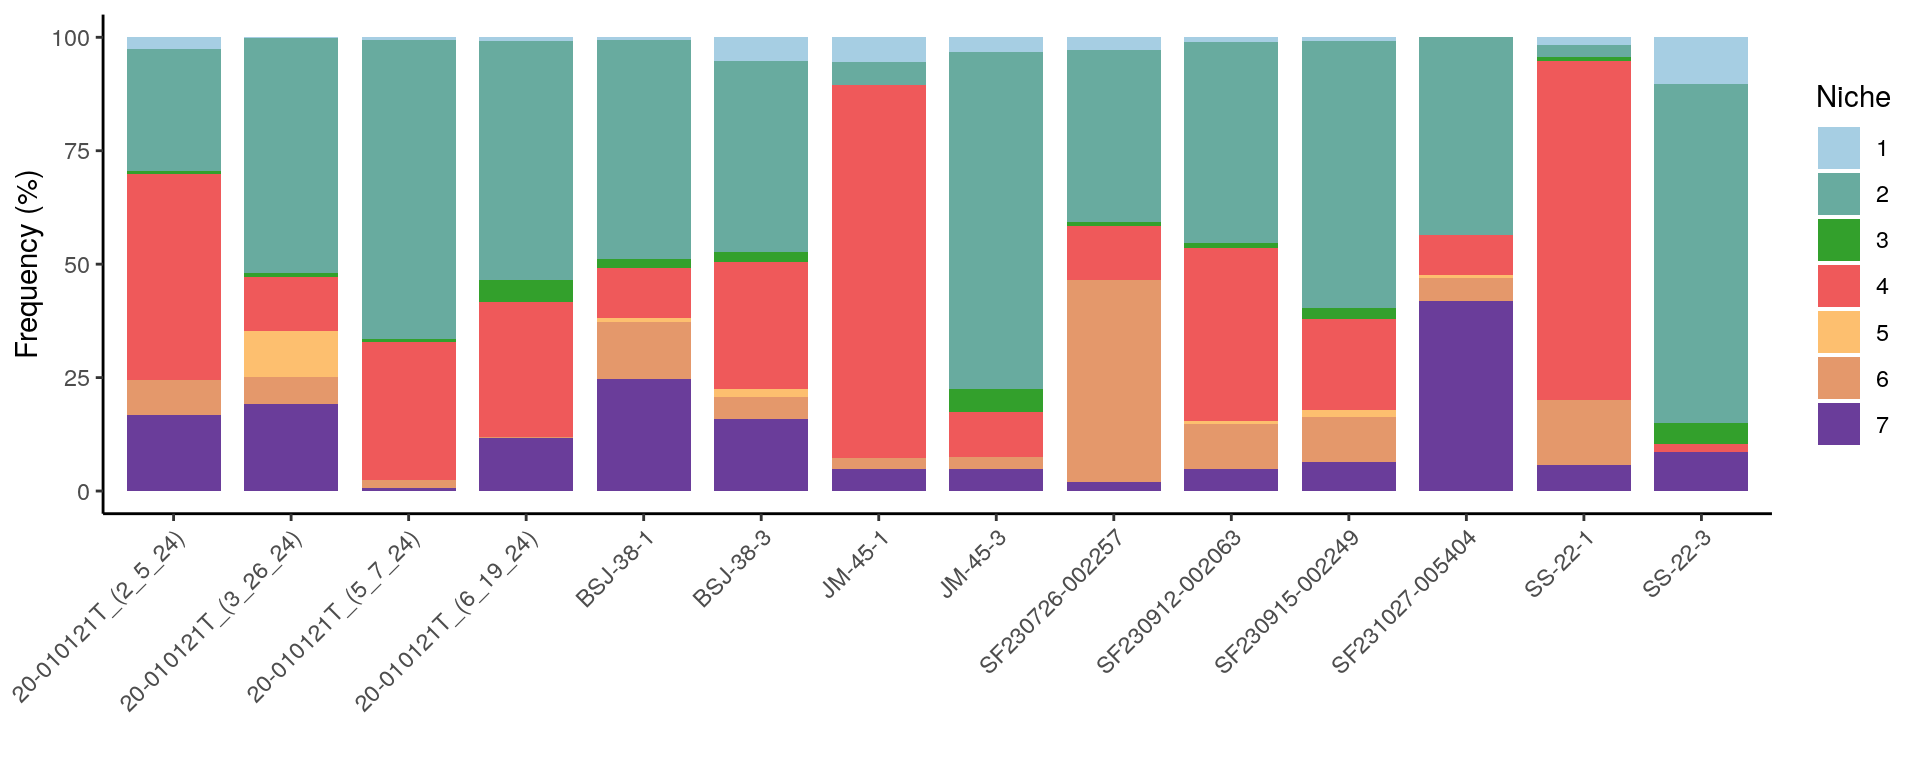 Frequency (%)
100
75
50
25
0
20-010121T_(2_5_24)
20-010121T_(3_26_24)
20-010121T_(5_7_24)
20-010121T_(6_19_24)
BSJ-38-1
BSJ-38-3
JM-45-1
JM-45-3
SF230726-002257
SF230912-002063
SF230915-002249
SF231027-005404
SS-22-1
SS-22-3
Niche
1
2
3
4
5
6
7